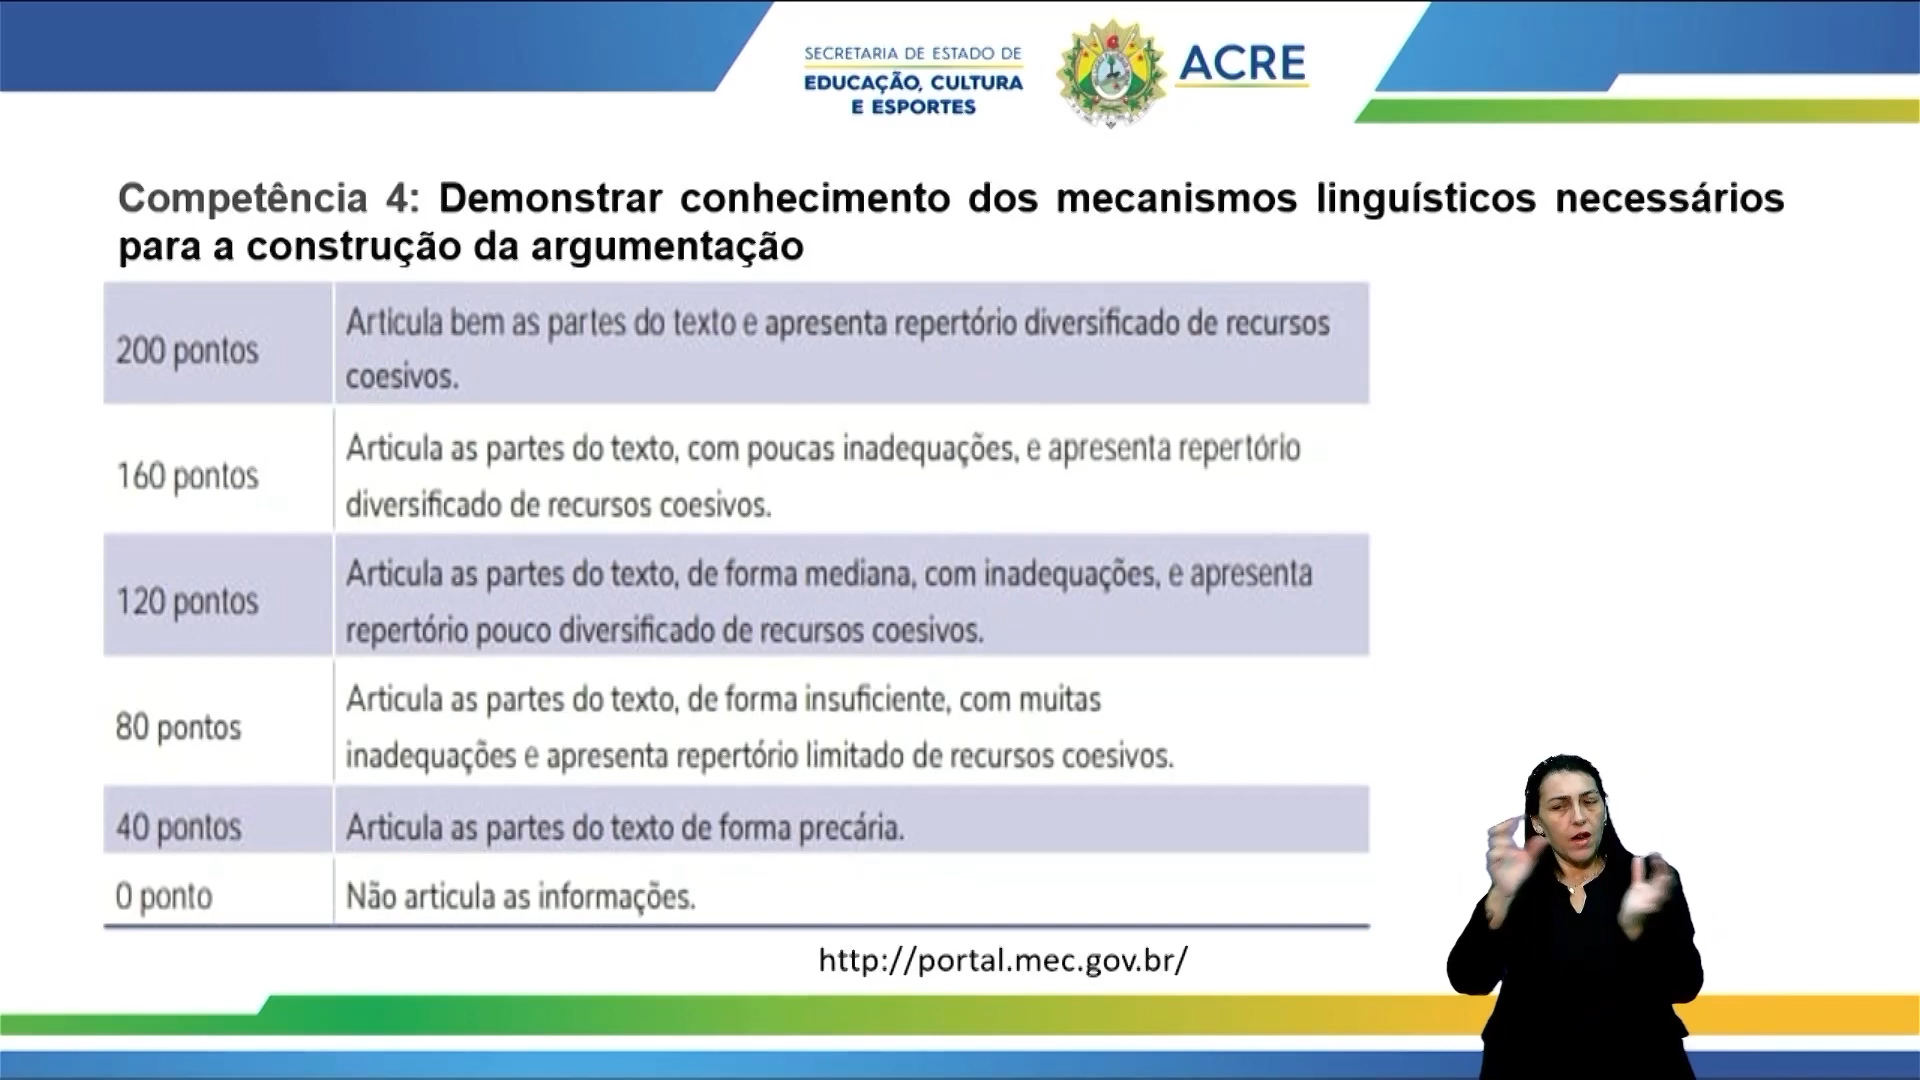 SECRETARIA DE ESTADO DE
EDUCAÇÃO, CULTURA
E ESPORTES
ACRE
Competência 4: Demonstrar conhecimento dos mecanismos linguísticos necessários
para a construção da argumentação
200 pontos
Articula bem as partes do texto e apresenta repertório diversificado de recursos
coesivos.
160 pontos
Articula as partes do texto, com poucas inadequações, e apresenta repertório
diversificado de recursos coesivos.
120 pontos
Articula as partes do texto, de forma mediana, com inadequações, e apresenta
repertório pouco diversificado de recursos coesivos.
80 pontos
Articula as partes do texto, de forma insuficiente, com muitas
inadequações e apresenta repertório limitado de recursos coesivos.
40 pontos
Articula as partes do texto de forma precária.
0 ponto
Não articula as informações.
http://portal.mec.gov.br/